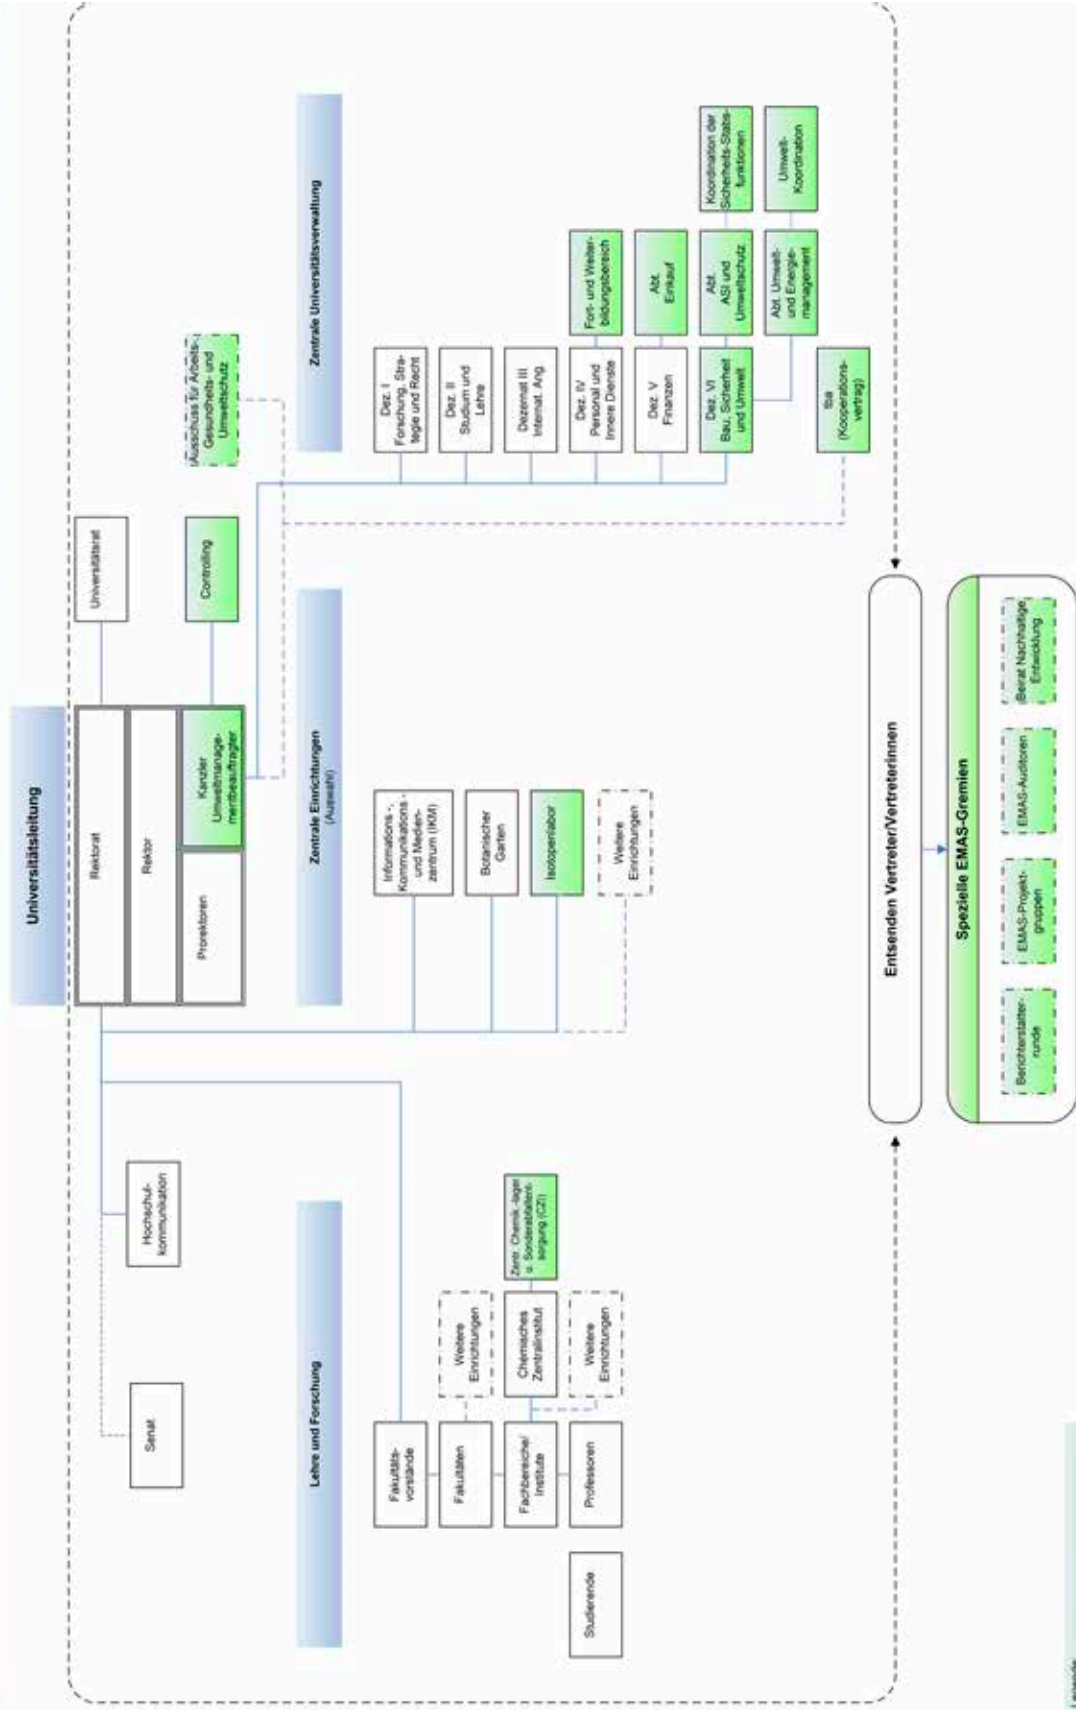 Universitätsleitung
Rektorat
Rektor
Prorektoren
Kanzler
Umweltmanage-
mentbeauftragter
Universitätsrat
Controlling
(Ausschuss für Arbeits-,
Gesundheits- und
Umweltschutz
Hochschul-
kommunikation
Senat
Lehre und Forschung
Fakultäts-
vorstände
Fakultäten
Weitere
Einrichtungen
Fachbereiche/
Institute
Chemisches
Zentralinstitut
Zentr. Chemik.-lager
u. Sonderabfallent-
sorgung (CZI)
Professoren
Weitere
Einrichtungen
Studierende
Zentrale Einrichtungen
(Auswahl)
Informations -,
Kommunikations -
und Medien-
zentrum (IKM)
Botanischer
Garten
Isotopenlabor
Weitere
Einrichtungen
Zentrale Universitätsverwaltung
Dez. I
Forschung, Stra-
tegie und Recht
Dez. II
Studium und
Lehre
Dezernat III
Internat. Ang.
Dez. IV
Personal und
Innere Dienste
Fort- und Weiter-
bildungsbereich
Dez. V
Finanzen
Abt.
Einkauf
Dez. VI
Bau, Sicherheit
und Umwelt
Abt.
ASI und
Umweltschutz
Koordination der
Sicherheits-Statis-
funktionen
Abt. Umwelt-
und Energie-
management
Umwelt-
Koordination
tba
(Kooperations-
vertrag)
Entsenden Vertreter/Vertreterinnen
Spezielle EMAS-Gremien
Berichterstatter-
runde
EMAS-Projekt-
gruppen
EMAS-Auditoren
Beirat Nachhaltige
Entwicklung